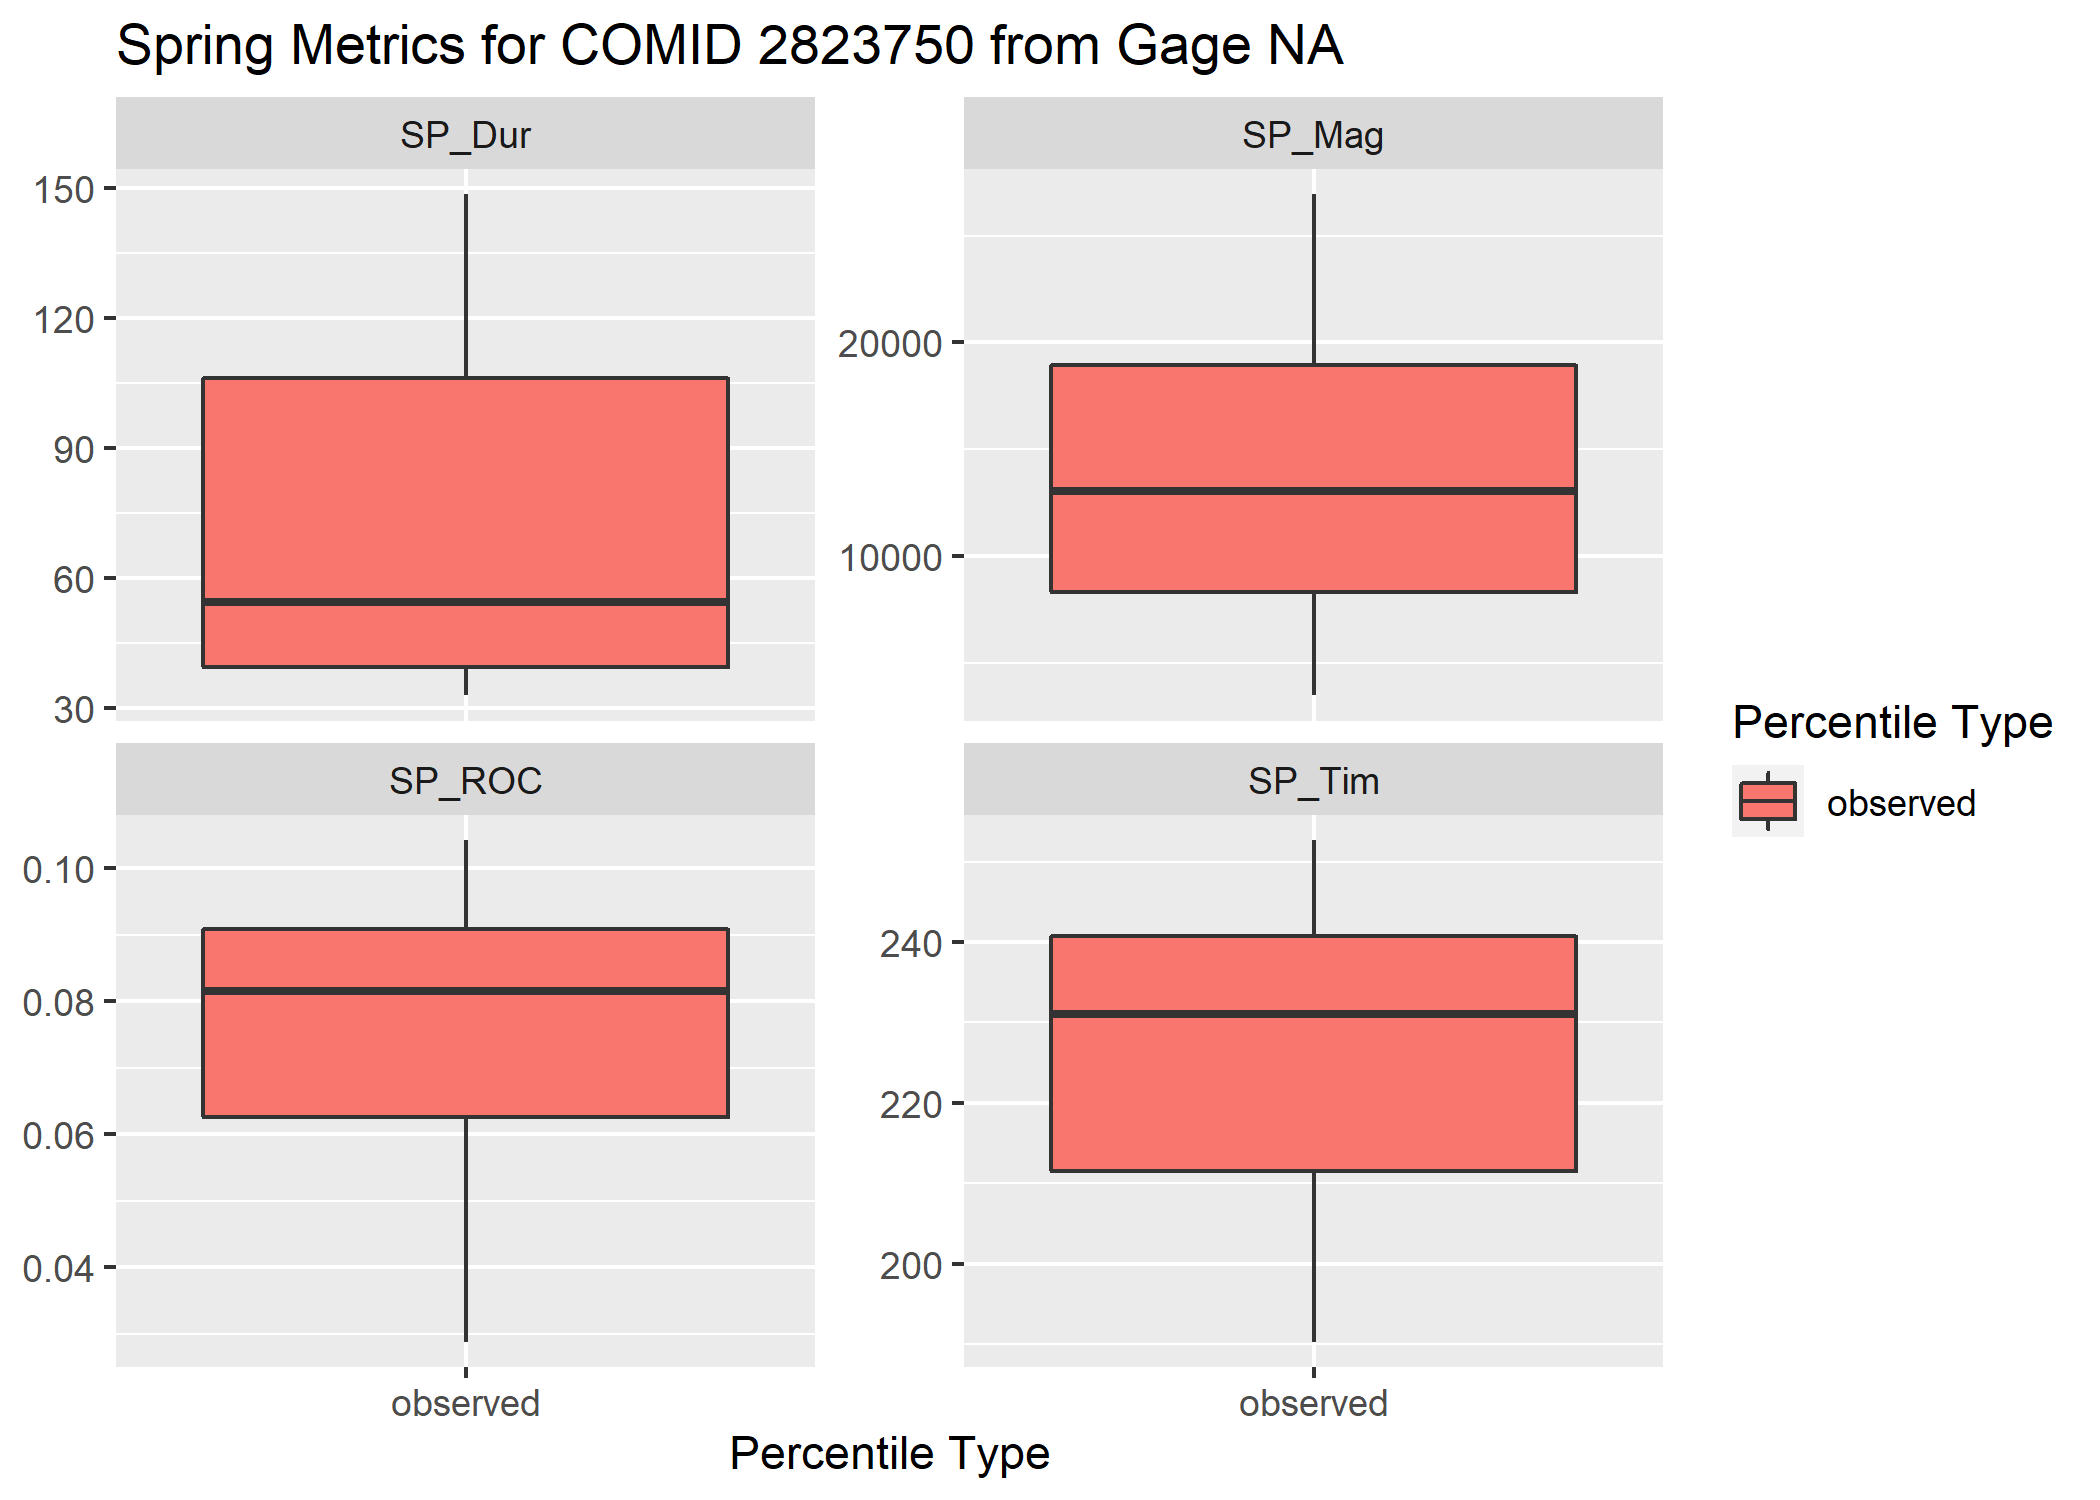 Spring Metrics for COMID 2823750 from Gage NA
SP_Dur
150
120
90
60
30
SP_Mag
20000
10000
SP_ROC
0.10
0.08
0.06
0.04
observed
SP_Tim
240
220
200
observed
Percentile Type
Percentile Type
observed